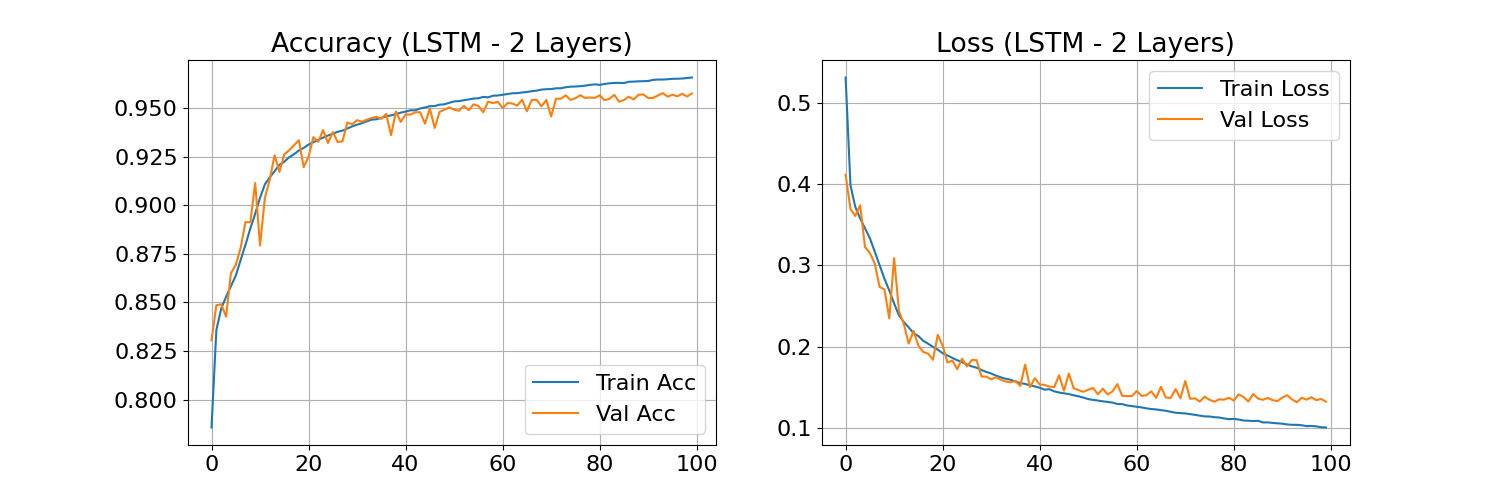 Accuracy (LSTM - 2 Layers)
0.950
0.925
0.900
0.875
0.850
0.825
0.800
0 20 40 60 80 100
Train Acc
Val Acc
Loss (LSTM - 2 Layers)
0.5
0.4
0.3
0.2
0.1
0 20 40 60 80 100
Train Loss
Val Loss